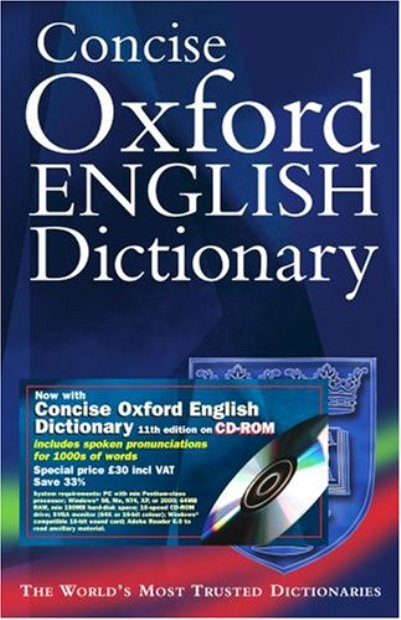 Concise
Oxford
ENGLISH
Dictionary
Now with
Concise Oxford English
Dictionary 11th edition on CD-ROM
includes spoken pronunciations
for 1000s of words
Special price £30 incl VAT
Save 33%
System requirements: PC with min Pentium-class
processor; Windows® 98, Me, NT4, XP, or 2000; 64MB
RAM, min 150MB hard-disk space; 16-speed CD-ROM
drive; SVGA monitor (64K or 16-bit colour); Windows®
compatible 16-bit sound card; Adobe Reader 5.0 to
read ancillary material.
THE WORLD'S MOST TRUSTED DICTIONARIES